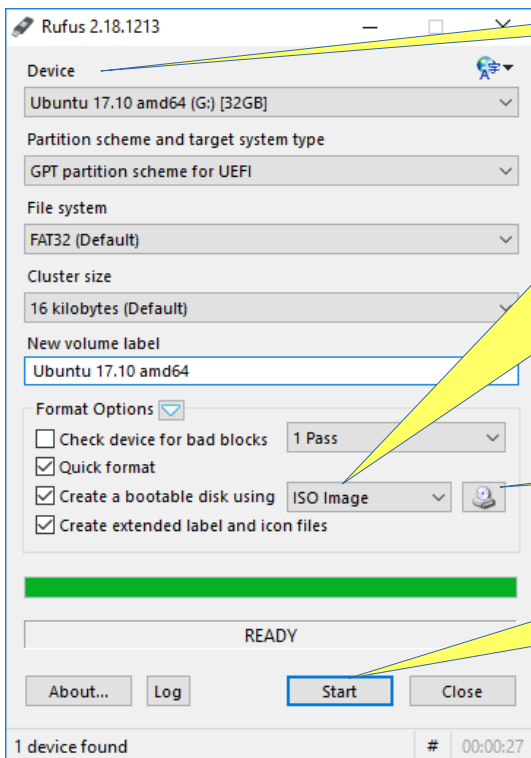 Rufus 2.18.1213
Device
Ubuntu 17.10 amd64 (G:) [32GB]
Partition scheme and target system type
GPT partition scheme for UEFI
File system
FAT32 (Default)
Cluster size
16 kilobytes (Default)
New volume label
Ubuntu 17.10 amd64
Format Options
Check device for bad blocks 1 Pass
Quick format
Create a bootable disk using ISO Image
Create extended label and icon files
READY
About... Log Start Close
1 device found # 00:00:27